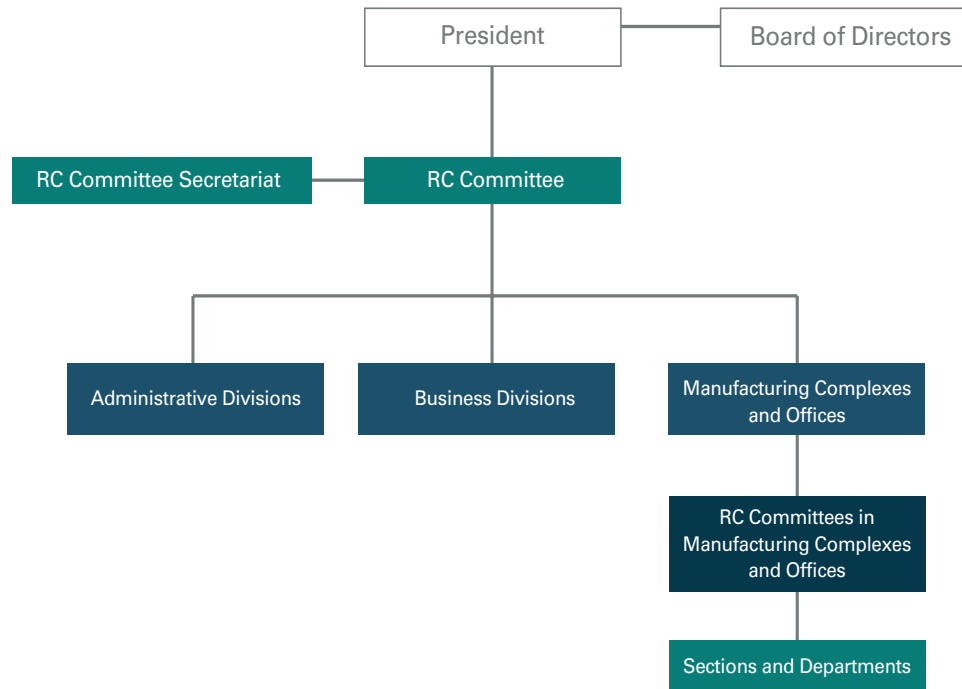 President
Board of Directors
RC Committee Secretariat
RC Committee
Administrative Divisions
Business Divisions
Manufacturing Complexes
and Offices
RC Committees in
Manufacturing Complexes
and Offices
Sections and Departments